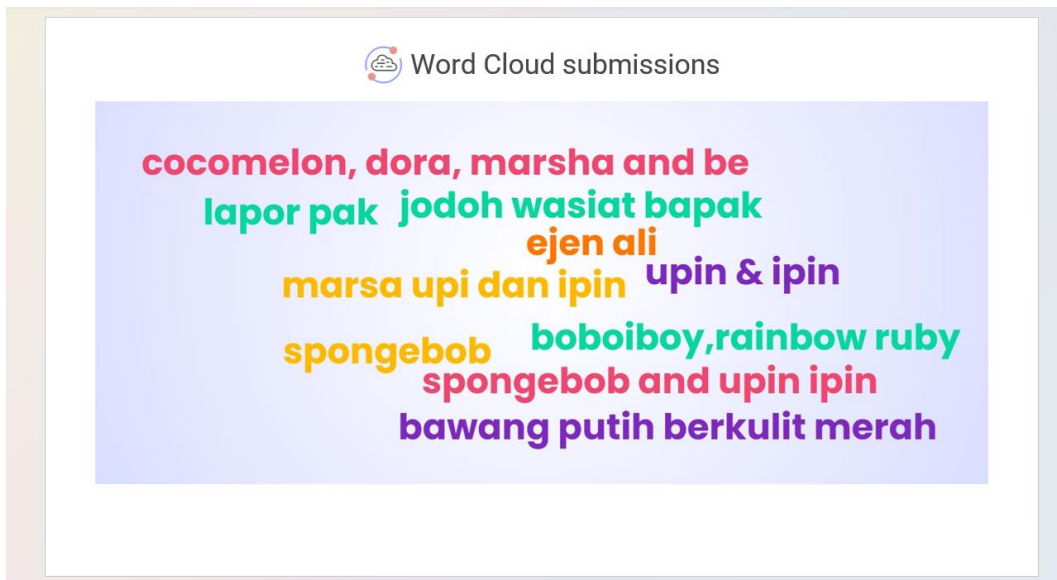 Word Cloud submissions
cocomelon, dora, marsha and be
lapor pak
jodoh wasiat bapak
ejen ali
upin & ipin
marsa upi dan ipin
boboiboy,rainbow ruby
spongebob
spongebob and upin ipin
bawang putih berkulit merah